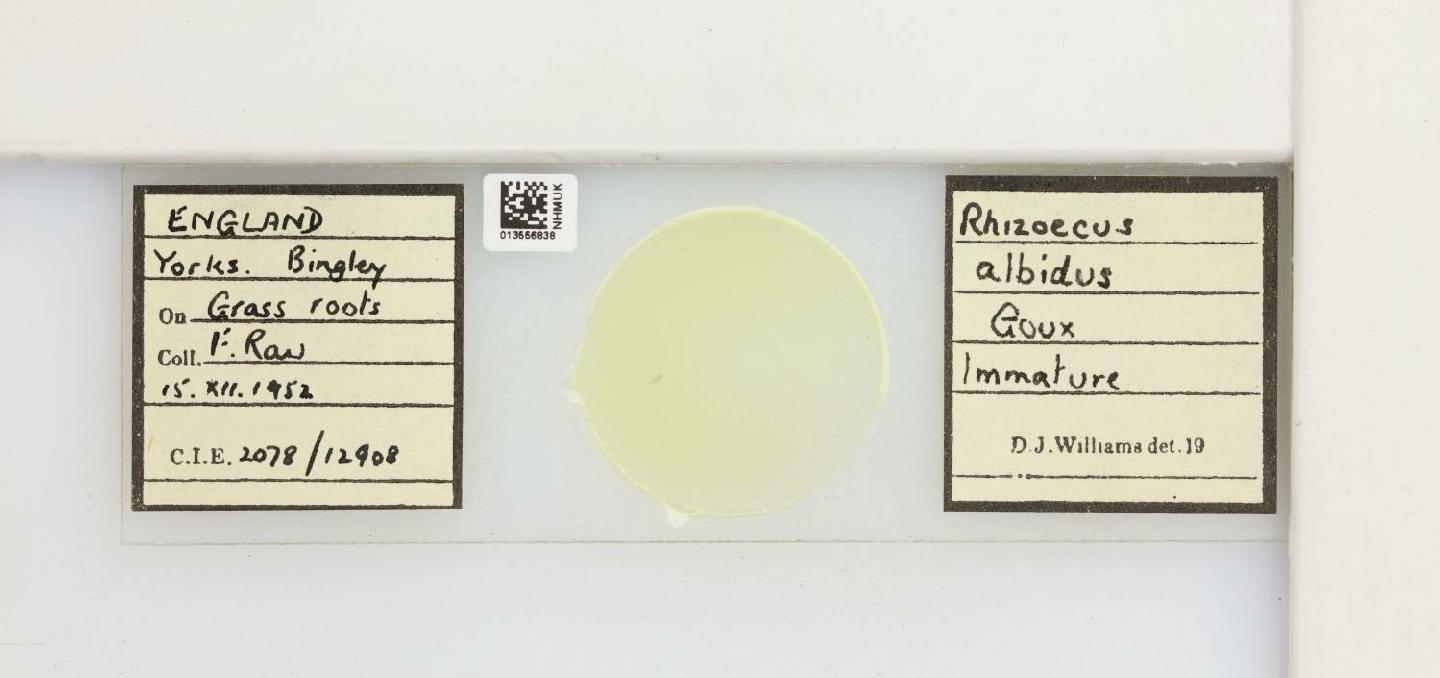 ENGLAND
Yorks. Bingley
On Grass roots
Coll. F. Raw
15. XII. 1952
C.I.E. 2078/12908
NHMUK
013556838
Rhizoecus
albidus
Goux
Immature
D.J.Williams det. 19